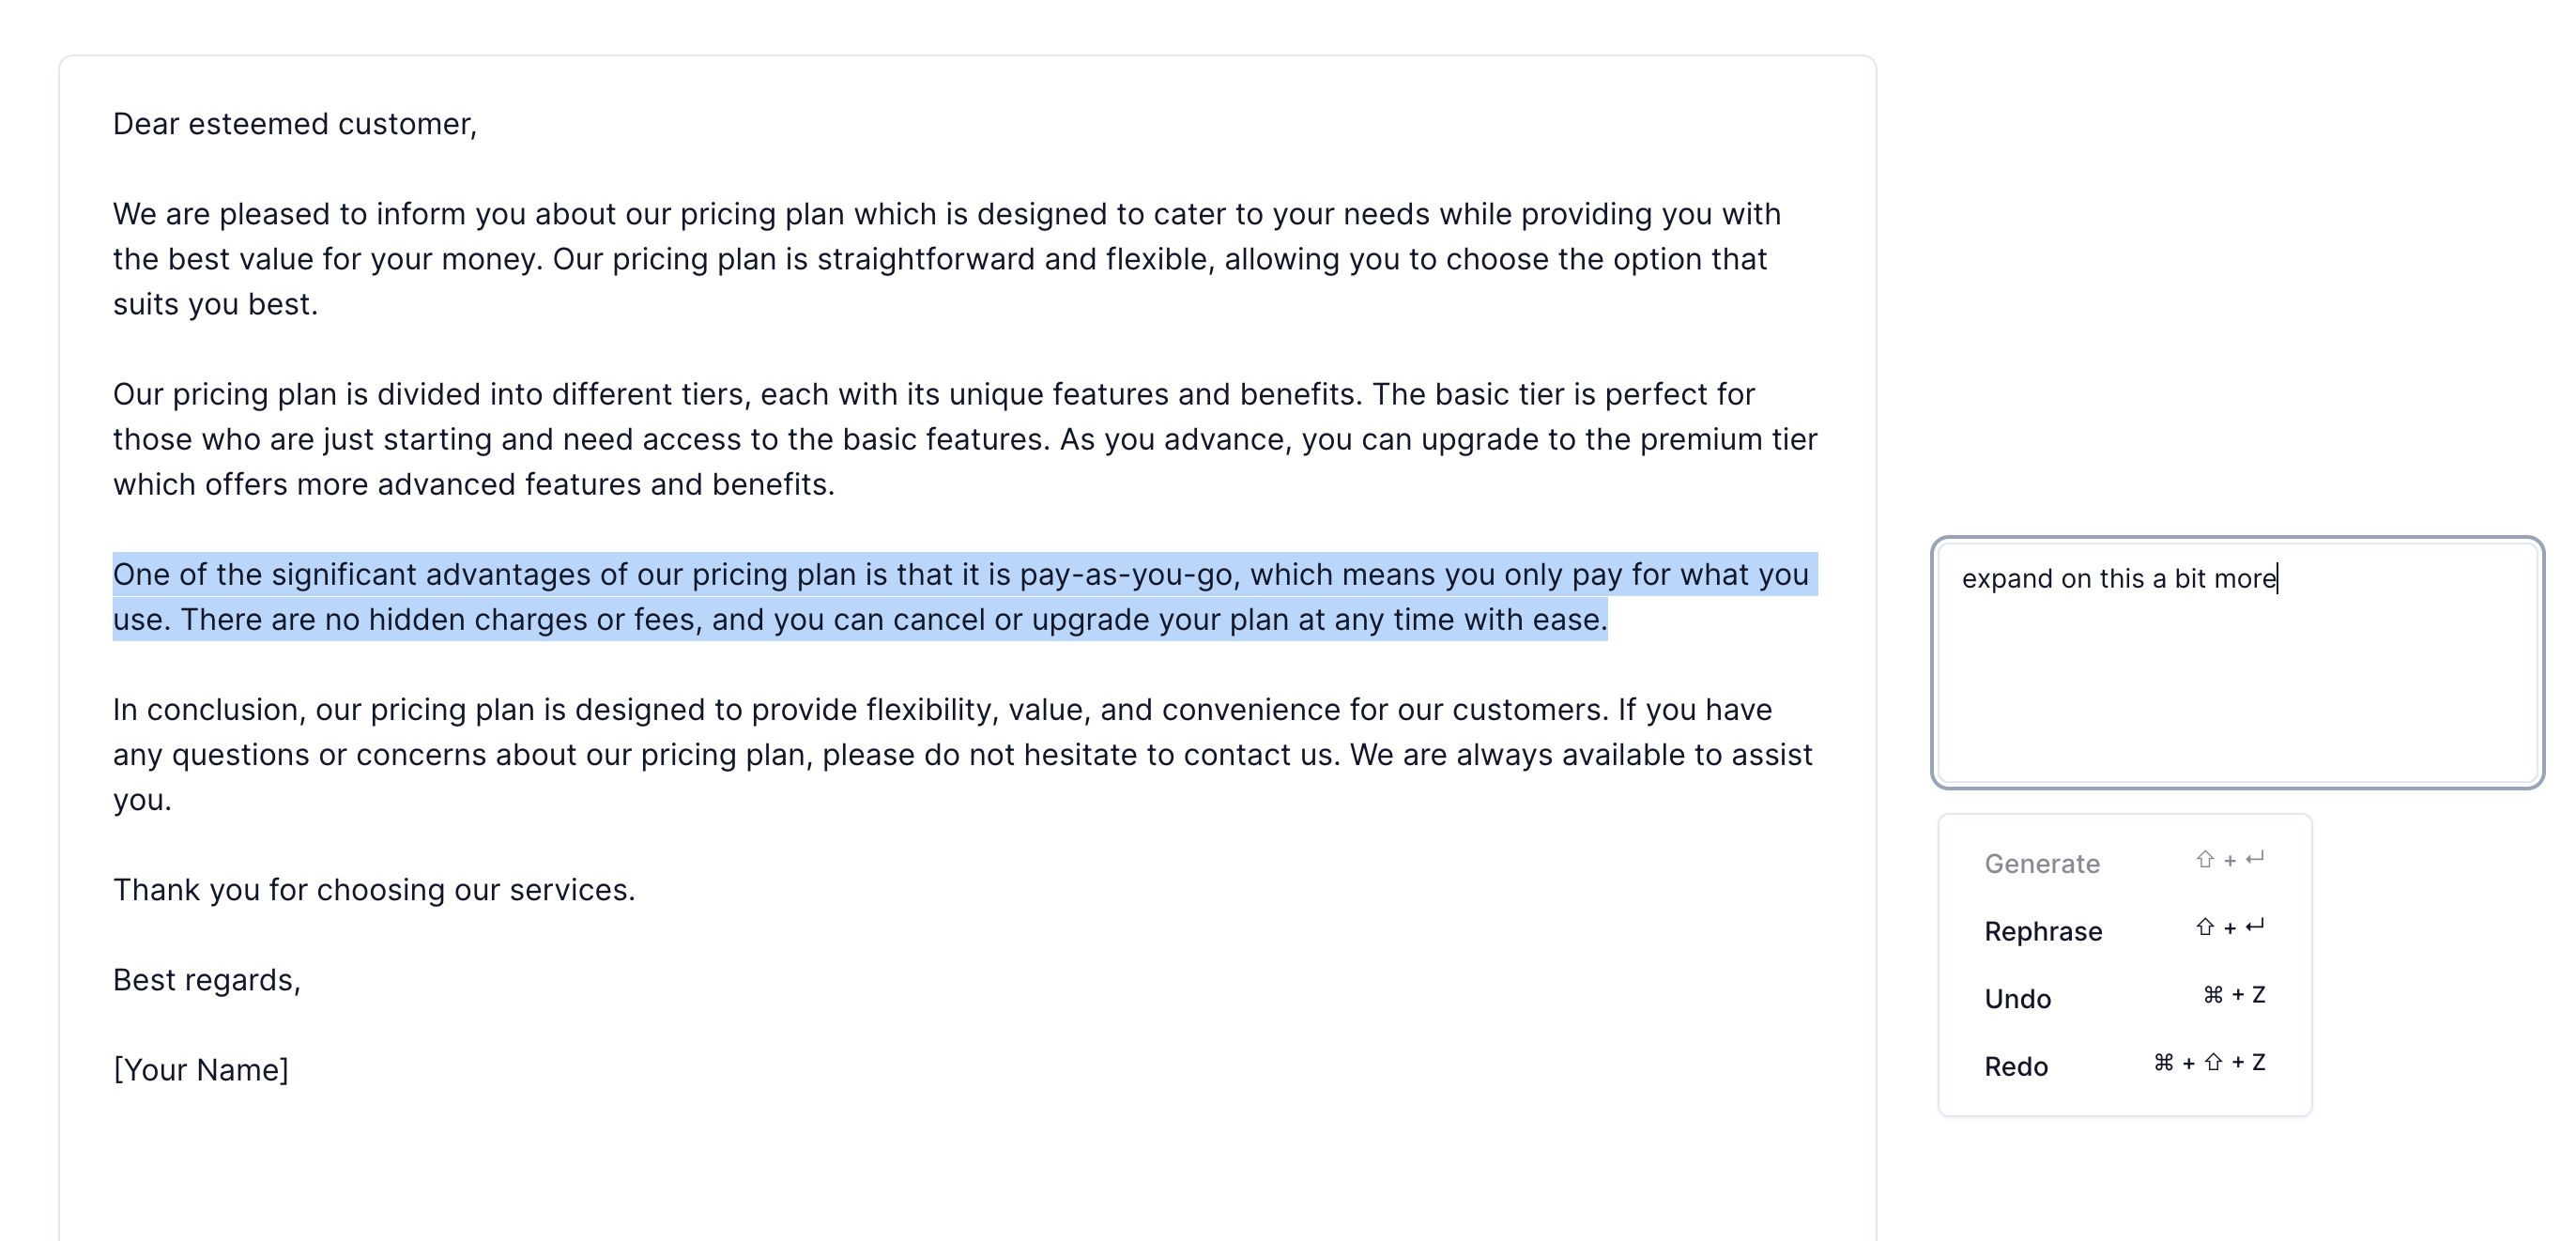 Dear esteemed customer,
We are pleased to inform you about our pricing plan which is designed to cater to your needs while providing you with
the best value for your money. Our pricing plan is straightforward and flexible, allowing you to choose the option that
suits you best.
Our pricing plan is divided into different tiers, each with its unique features and benefits. The basic tier is perfect for
those who are just starting and need access to the basic features. As you advance, you can upgrade to the premium tier
which offers more advanced features and benefits.
One of the significant advantages of our pricing plan is that it is pay-as-you-go, which means you only pay for what you
use. There are no hidden charges or fees, and you can cancel or upgrade your plan at any time with ease.
In conclusion, our pricing plan is designed to provide flexibility, value, and convenience for our customers. If you have
any questions or concerns about our pricing plan, please do not hesitate to contact us. We are always available to assist
you.
Thank you for choosing our services.
Best regards,
[Your Name]
expand on this a bit more
Generate ⇧ + ↵
Rephrase ⇧ + ↵
Undo ⌘ + Z
Redo ⌘ + ⇧ + Z